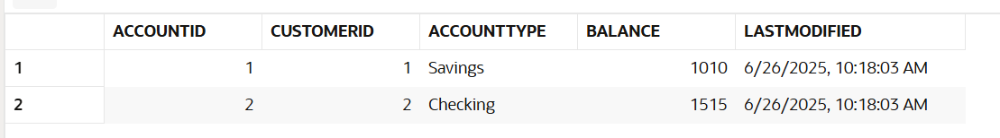 ACCOUNTID CUSTOMERID ACCOUNTTYPE BALANCE LASTMODIFIED
1 1 1 Savings 1010 6/26/2025, 10:18:03 AM
2 2 2 Checking 1515 6/26/2025, 10:18:03 AM